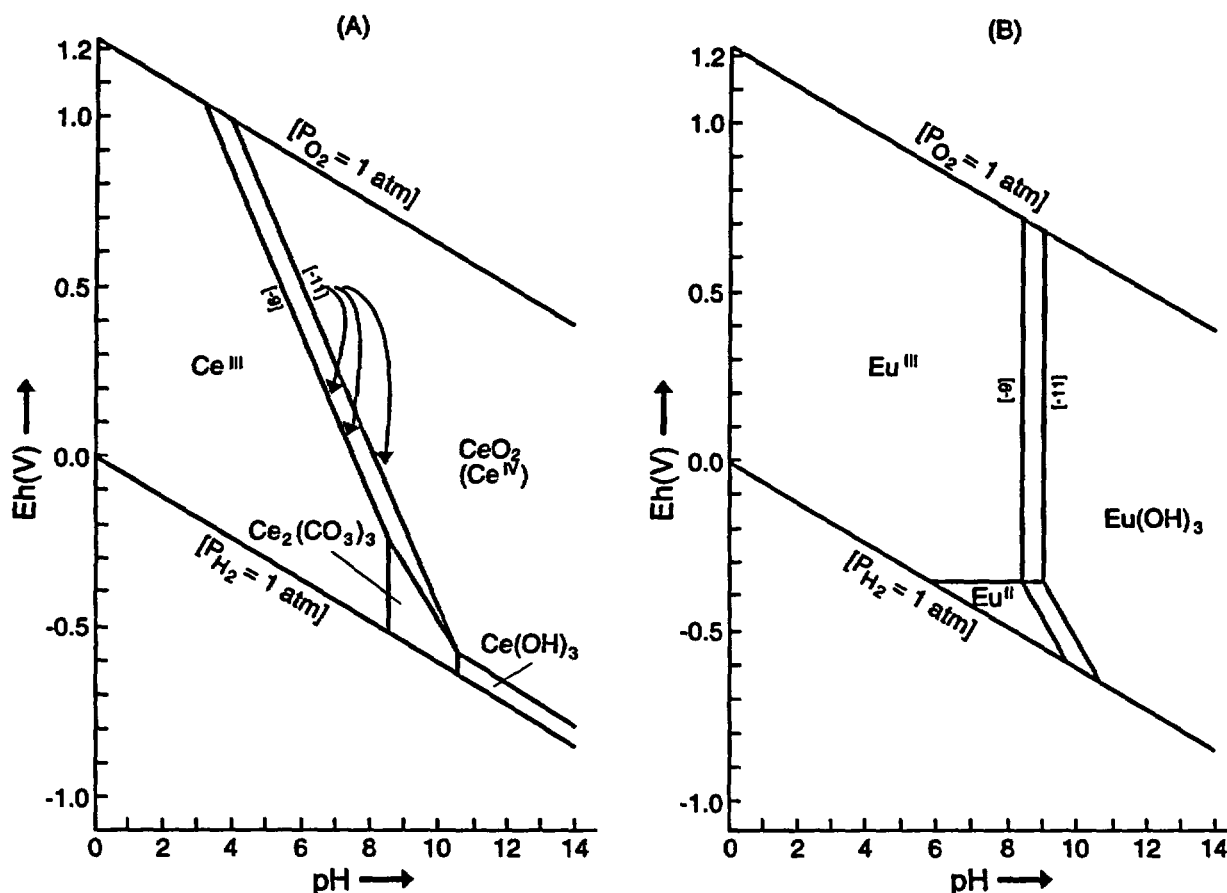 (A)
1.2
1.0
0.5
0.0
-0.5
-1.0
Eh(V)
[P_O2 = 1 atm]
[-9]
[-11]
Ce III
CeO2
(Ce IV)
Ce2(CO3)3
[P_H2 = 1 atm]
Ce(OH)3
0 2 4 6 8 10 12 14
pH
(B)
1.2
1.0
0.5
0.0
-0.5
-1.0
Eh(V)
[P_O2 = 1 atm]
[-9]
[-11]
Eu III
Eu(OH)3
[P_H2 = 1 atm]
Eu II
0 2 4 6 8 10 12 14
pH